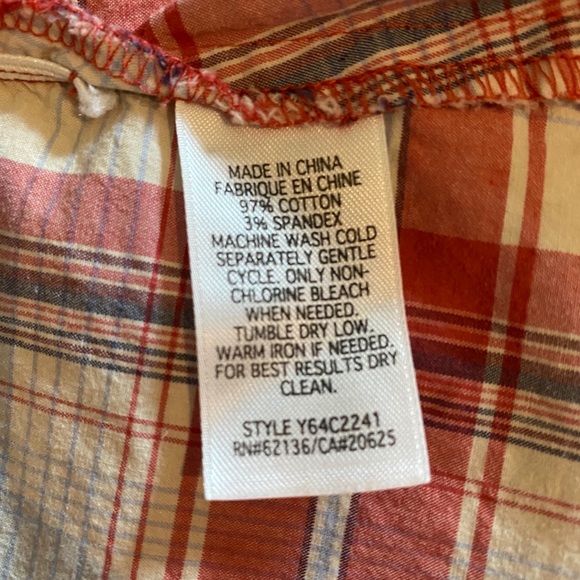 MADE IN CHINA
FABRIQUE EN CHINE
97% COTTON
3% SPANDEX
MACHINE WASH COLD
SEPARATELY GENTLE
CYCLE. ONLY NON-
CHLORINE BLEACH
WHEN NEEDED.
TUMBLE DRY LOW.
WARM IRON IF NEEDED.
FOR BEST RESULTS DRY
CLEAN.
STYLE Y64C2241
RN#62136/CA#20625